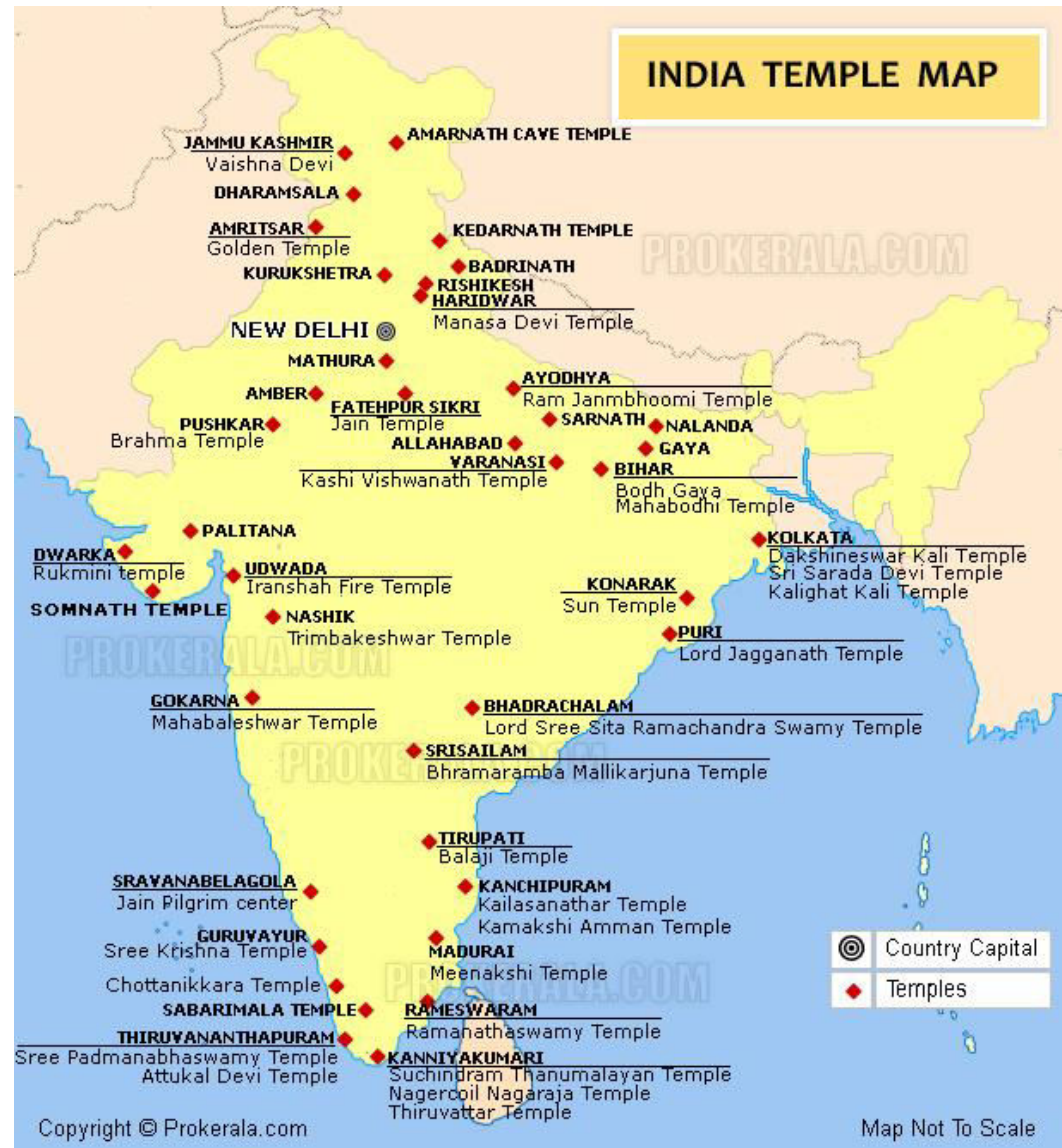 INDIA TEMPLE MAP
AMARNATH CAVE TEMPLE
JAMMU KASHMIR
Vaishna Devi
DHARAMSALA
AMRITSAR
Golden Temple
KEDARNATH TEMPLE
PROKERALA.COM
BADRINATH
KURUKSHETRA
RISHIKESH
HARIDWAR
Manasa Devi Temple
NEW DELHI
MATHURA
AYODHYA
Ram Janmbhoomi Temple
AMBER
FATEHPUR SIKRI
Jain Temple
SARNATH
NALANDA
PUSHKAR
Brahma Temple
ALLAHABAD
GAYA
VARANASI
Kashi Vishwanath Temple
BIHAR
Bodh Gaya
Mahabodhi Temple
PALITANA
KOLKATA
Dakshineswar Kali Temple
Sri Sarada Devi Temple
Kalighat Kali Temple
DWARKA
Rukmini temple
UDWADA
Iranshah Fire Temple
KONARAK
Sun Temple
SOMNATH TEMPLE
NASHIK
Trimbakeshwar Temple
PURI
Lord Jagganath Temple
PROKERALA.COM
GOKARNA
Mahabaleshwar Temple
BHADRACHALAM
Lord Sree Sita Ramachandra Swamy Temple
PROKERALA.COM
SRISAILAM
Bhramaramba Mallikarjuna Temple
TIRUPATI
Balaji Temple
SRAVANABELAGOLA
Jain Pilgrim center
KANCHIPURAM
Kailasanathar Temple
Kamakshi Amman Temple
GURUVAYUR
Sree Krishna Temple
MADURAI
Meenakshi Temple
PROKERALA.COM
Chottanikkara Temple
SABARIMALA TEMPLE
RAMESWARAM
Ramanathaswamy Temple
THIRUVANANTHAPURAM
Sree Padmanabhaswamy Temple
Attukal Devi Temple
KANNIYAKUMARI
Suchindram Thanumalayan Temple
Nagercoil Nagaraja Temple
Thiruvattar Temple
Country Capital
Temples
Copyright © Prokerala.com
Map Not To Scale